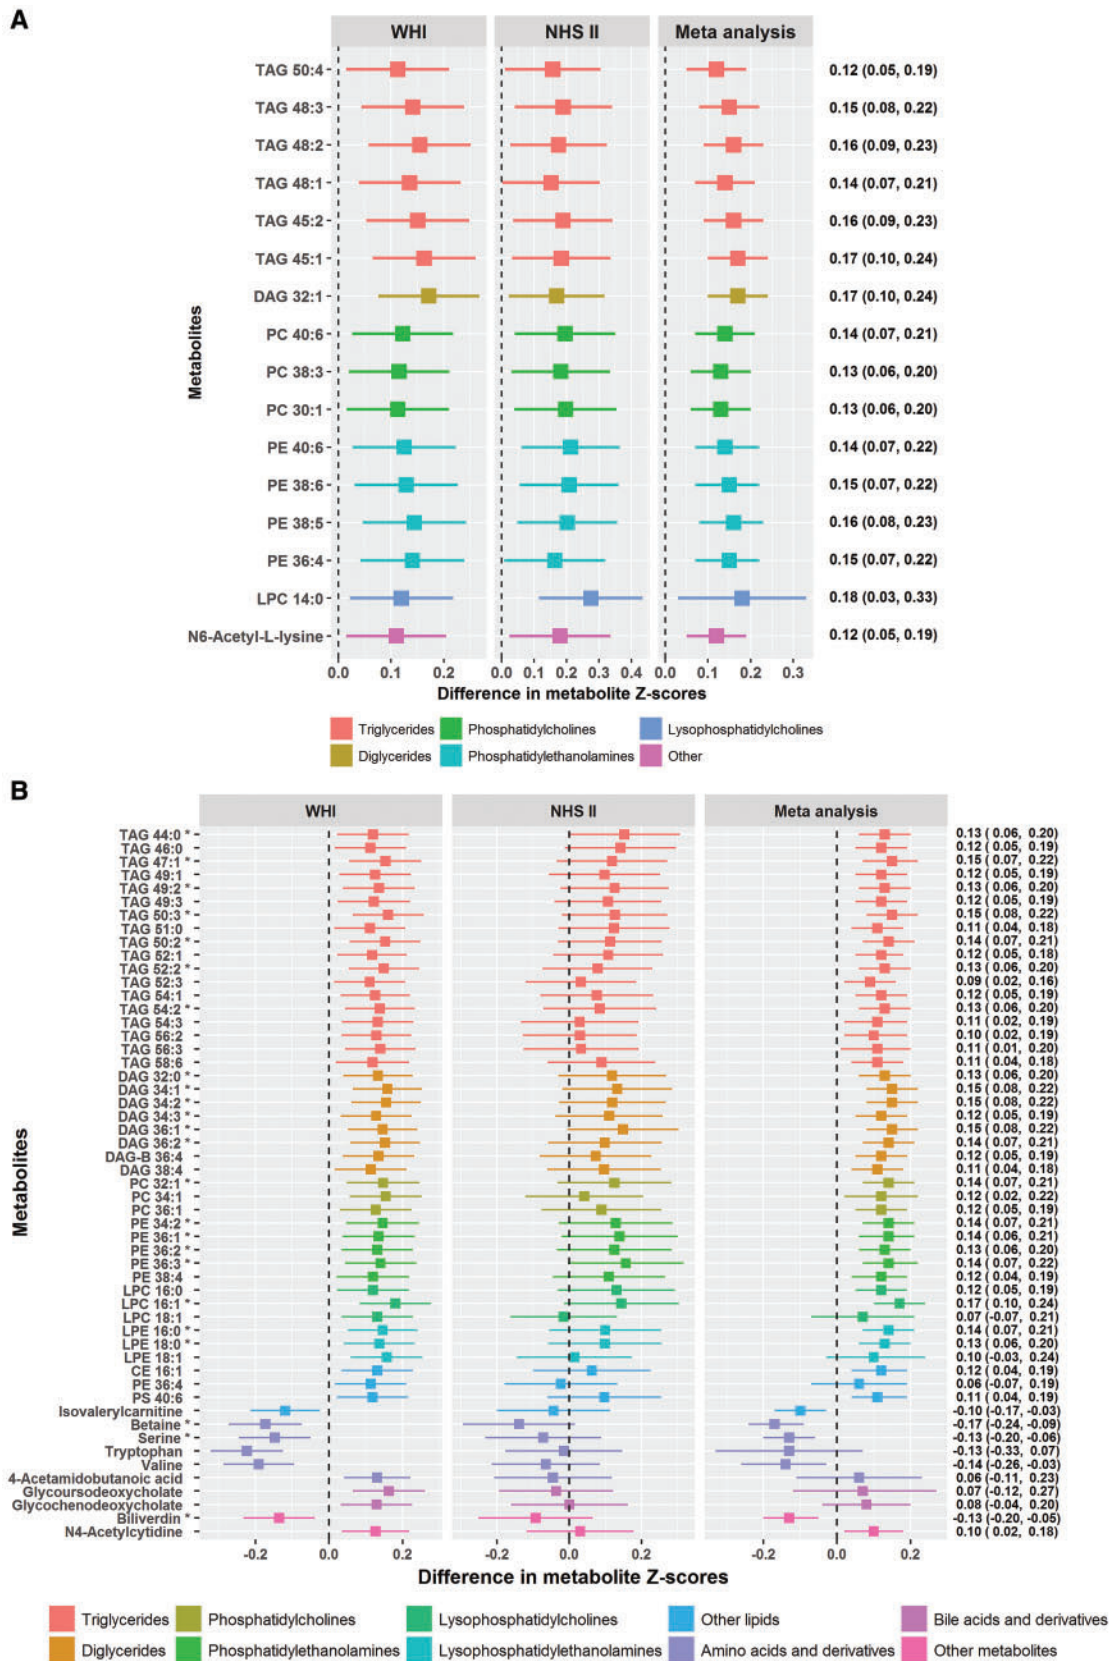 A
WHI NHS II Meta analysis
TAG 50:4 0.12 (0.05, 0.19)
TAG 48:3 0.15 (0.08, 0.22)
TAG 48:2 0.16 (0.09, 0.23)
TAG 48:1 0.14 (0.07, 0.21)
TAG 45:2 0.16 (0.09, 0.23)
TAG 45:1 0.17 (0.10, 0.24)
DAG 32:1 0.17 (0.10, 0.24)
PC 40:6 0.14 (0.07, 0.21)
PC 38:3 0.13 (0.06, 0.20)
PC 30:1 0.13 (0.06, 0.20)
PE 40:6 0.14 (0.07, 0.22)
PE 38:6 0.15 (0.07, 0.22)
PE 38:5 0.16 (0.08, 0.23)
PE 36:4 0.15 (0.07, 0.22)
LPC 14:0 0.18 (0.03, 0.33)
N6-Acetyl-L-lysine 0.12 (0.05, 0.19)
Metabolites
0.0 0.2 0.0 0.1 0.2 0.3 0.4 0.0 0.1 0.2 0.3
Difference in metabolite Z-scores
Triglycerides Phosphatidylcholines Lysophosphatidylcholines
Diglycerides Phosphatidylethanolamines Other
B
WHI NHS II Meta analysis
TAG 44:0 * 0.13 ( 0.06, 0.20)
TAG 46:0 0.12 ( 0.05, 0.19)
TAG 47:1 * 0.15 ( 0.07, 0.22)
TAG 49:1 0.12 ( 0.05, 0.19)
TAG 49:2 * 0.13 ( 0.06, 0.20)
TAG 49:3 0.12 ( 0.05, 0.19)
TAG 50:3 * 0.15 ( 0.08, 0.22)
TAG 51:0 0.11 ( 0.04, 0.18)
TAG 50:2 * 0.14 ( 0.07, 0.21)
TAG 52:1 0.12 ( 0.05, 0.18)
TAG 52:2 * 0.13 ( 0.06, 0.20)
TAG 52:3 0.09 ( 0.02, 0.16)
TAG 54:1 0.12 ( 0.05, 0.19)
TAG 54:2 * 0.13 ( 0.06, 0.20)
TAG 54:3 0.11 ( 0.02, 0.19)
TAG 56:2 0.10 ( 0.02, 0.19)
TAG 56:3 0.11 ( 0.01, 0.20)
TAG 58:6 0.11 ( 0.04, 0.18)
DAG 32:0 * 0.13 ( 0.06, 0.20)
DAG 34:1 * 0.15 ( 0.08, 0.22)
DAG 34:2 * 0.15 ( 0.08, 0.22)
DAG 34:3 * 0.12 ( 0.05, 0.19)
DAG 36:1 * 0.15 ( 0.08, 0.22)
DAG 36:2 * 0.14 ( 0.07, 0.21)
DAG-B 36:4 0.12 ( 0.05, 0.19)
DAG 38:4 0.11 ( 0.04, 0.18)
PC 32:1 * 0.14 ( 0.07, 0.21)
PC 34:1 0.12 ( 0.02, 0.22)
PC 36:1 0.12 ( 0.05, 0.19)
PE 34:2 * 0.14 ( 0.07, 0.21)
PE 36:1 * 0.14 ( 0.06, 0.21)
PE 36:2 * 0.13 ( 0.06, 0.20)
PE 36:3 * 0.14 ( 0.07, 0.22)
PE 38:4 0.12 ( 0.04, 0.19)
LPC 16:0 0.12 ( 0.05, 0.19)
LPC 16:1 * 0.17 ( 0.10, 0.24)
LPC 18:1 0.07 (-0.07, 0.21)
LPE 16:0 * 0.14 ( 0.07, 0.21)
LPE 18:0 * 0.13 ( 0.06, 0.20)
LPE 18:1 0.10 (-0.03, 0.24)
CE 16:1 0.12 ( 0.04, 0.19)
PE 36:4 0.06 (-0.07, 0.19)
PS 40:6 0.11 ( 0.04, 0.19)
Isovalerylcarnitine -0.10 (-0.17, -0.03)
Betaine * -0.17 (-0.24, -0.09)
Serine * -0.13 (-0.20, -0.06)
Tryptophan -0.13 (-0.33, 0.07)
Valine -0.14 (-0.26, -0.03)
4-Acetamidobutanoic acid 0.06 (-0.11, 0.23)
Glycoursodeoxycholate 0.07 (-0.12, 0.27)
Glycochenodeoxycholate 0.08 (-0.04, 0.20)
Biliverdin * -0.13 (-0.20, -0.05)
N4-Acetylcytidine 0.10 ( 0.02, 0.18)
Metabolites
-0.2 0.0 0.2 -0.2 0.0 0.2 -0.2 0.0 0.2
Difference in metabolite Z-scores
Triglycerides Phosphatidylcholines Lysophosphatidylcholines Other lipids Bile acids and derivatives
Diglycerides Phosphatidylethanolamines Lysophosphatidylethanolamines Amino acids and derivatives Other metabolites